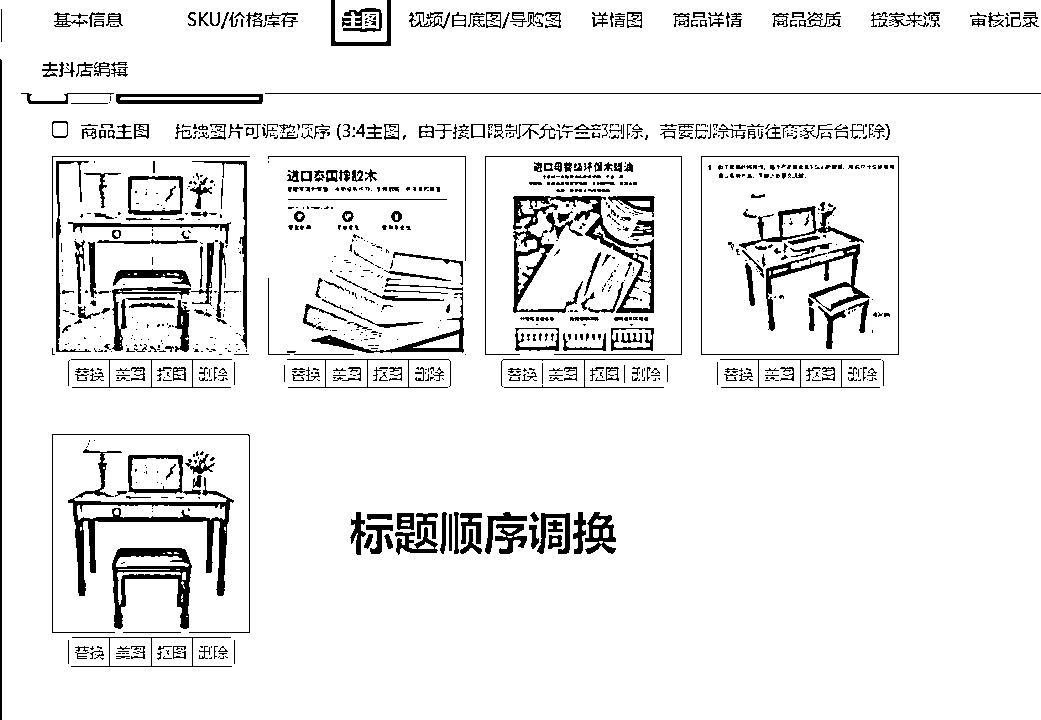 基本信息 SKU/价格库存 主图 视频/白底图/导购图 详情图 商品详情 商品资质 搬家来源 审核记录
去抖店编辑
商品主图 拖拽图片可调整顺序 (3:4主图，由于接口限制不允许全部删除，若要删除请前往商家后台删除)
进口泰国橡胶木
进口母婴级环保木蜡油
替换 美图 抠图 删除
替换 美图 抠图 删除
替换 美图 抠图 删除
替换 美图 抠图 删除
标题顺序调换
替换 美图 抠图 删除